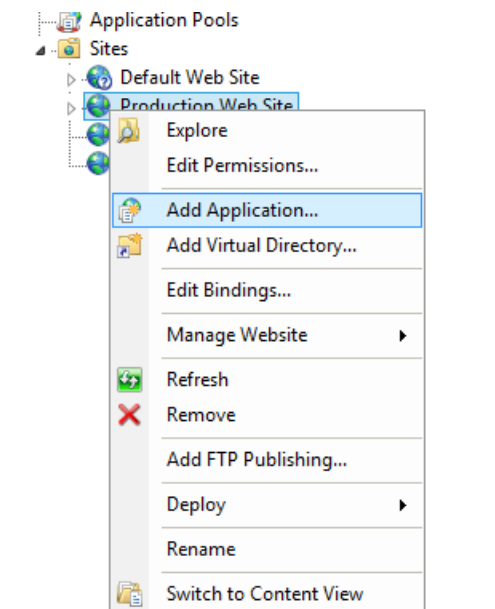 Application Pools
Sites
Default Web Site
Production Web Site
Explore
Edit Permissions...
Add Application...
Add Virtual Directory...
Edit Bindings...
Manage Website
Refresh
Remove
Add FTP Publishing...
Deploy
Rename
Switch to Content View